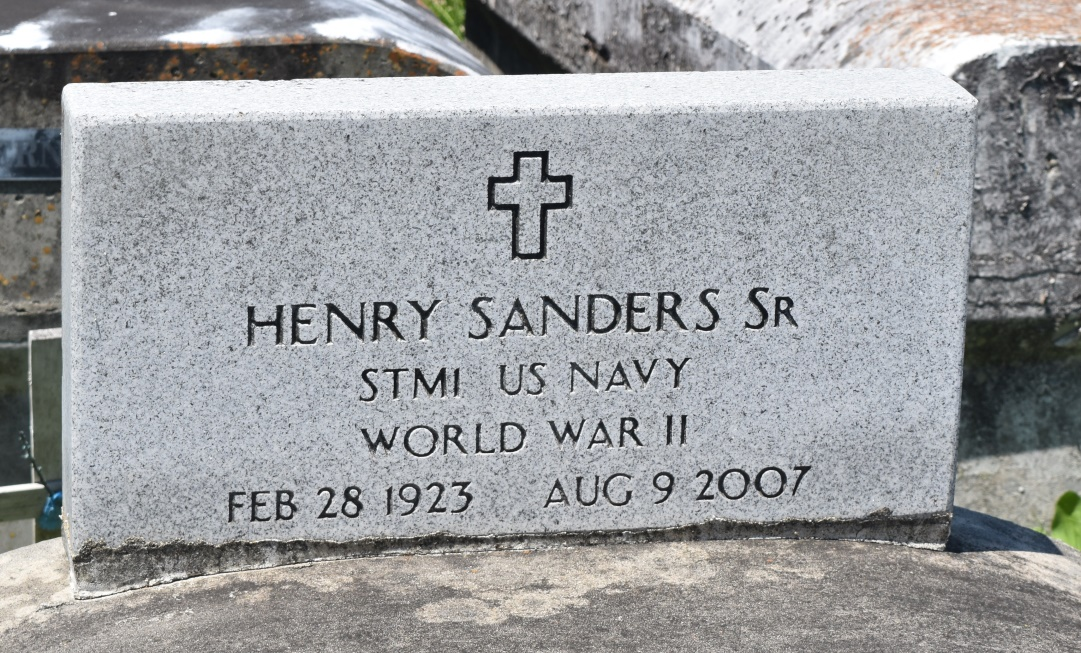 HENRY SANDERS SR
STM1 US NAVY
WORLD WAR II
FEB 28 1923 AUG 9 2007